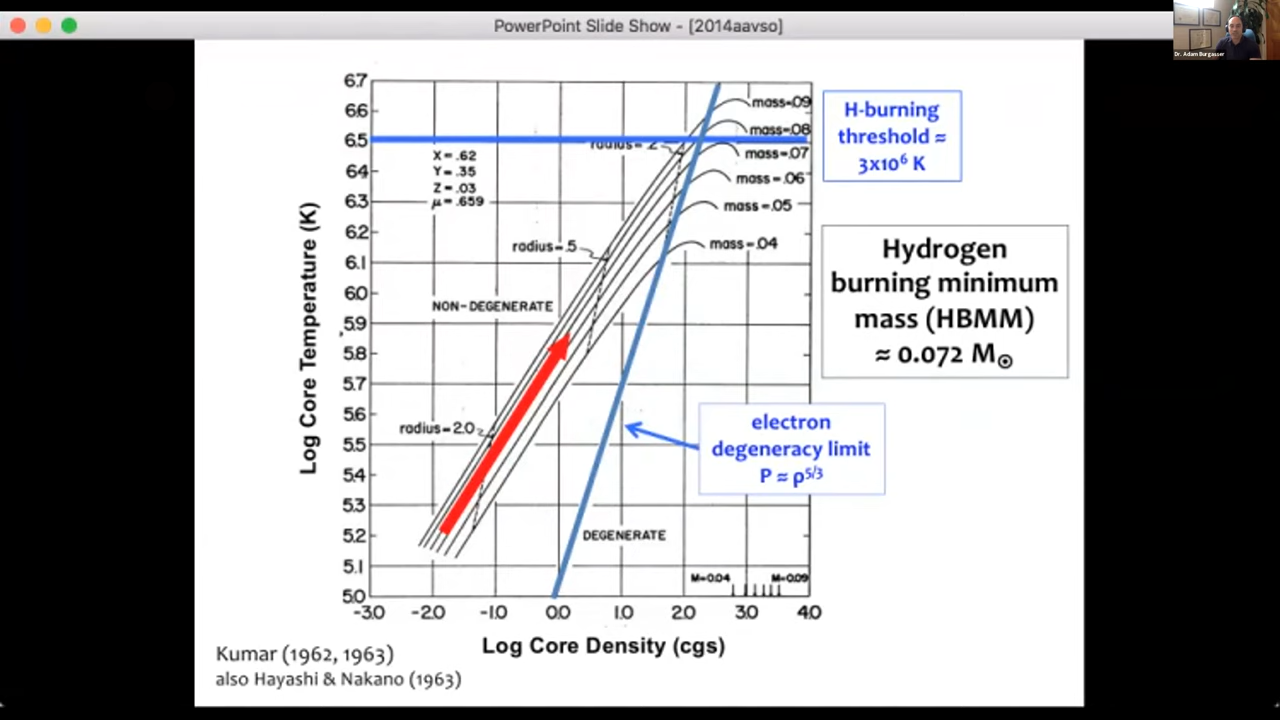 PowerPoint Slide Show - [2014aavso]
Dr. Adam Burgasser
6.7
6.6
6.5
6.4
6.3
6.2
6.1
6.0
5.9
5.8
5.7
5.6
5.5
5.4
5.3
5.2
5.1
5.0
-3.0 -2.0 -1.0 0.0 1.0 2.0 3.0 4.0
Log Core Temperature (K)
Log Core Density (cgs)
X = .62
Y = .35
Z = .03
μ = .659
radius = .2
radius = .5
radius = 2.0
NON-DEGENERATE
DEGENERATE
mass=.09
mass=.08
mass=.07
mass=.06
mass=.05
mass=.04
M=0.04 M=0.09
H-burning
threshold ≈
3x10⁶ K
Hydrogen
burning minimum
mass (HBMM)
≈ 0.072 M☉
electron
degeneracy limit
P ≈ ρ⁵/³
Kumar (1962, 1963)
also Hayashi & Nakano (1963)